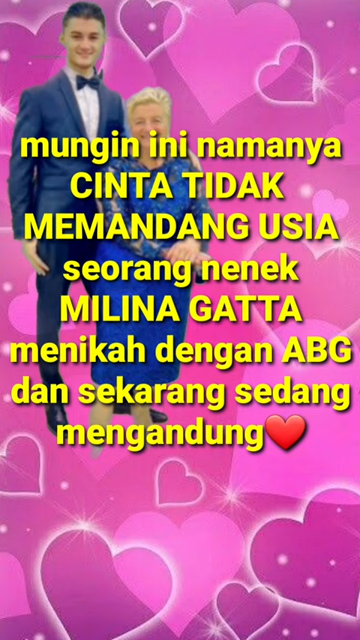 mungin ini namanya
CINTA TIDAK
MEMANDANG USIA
seorang nenek
MILINA GATTA
menikah dengan ABG
dan sekarang sedang
mengandung❤️